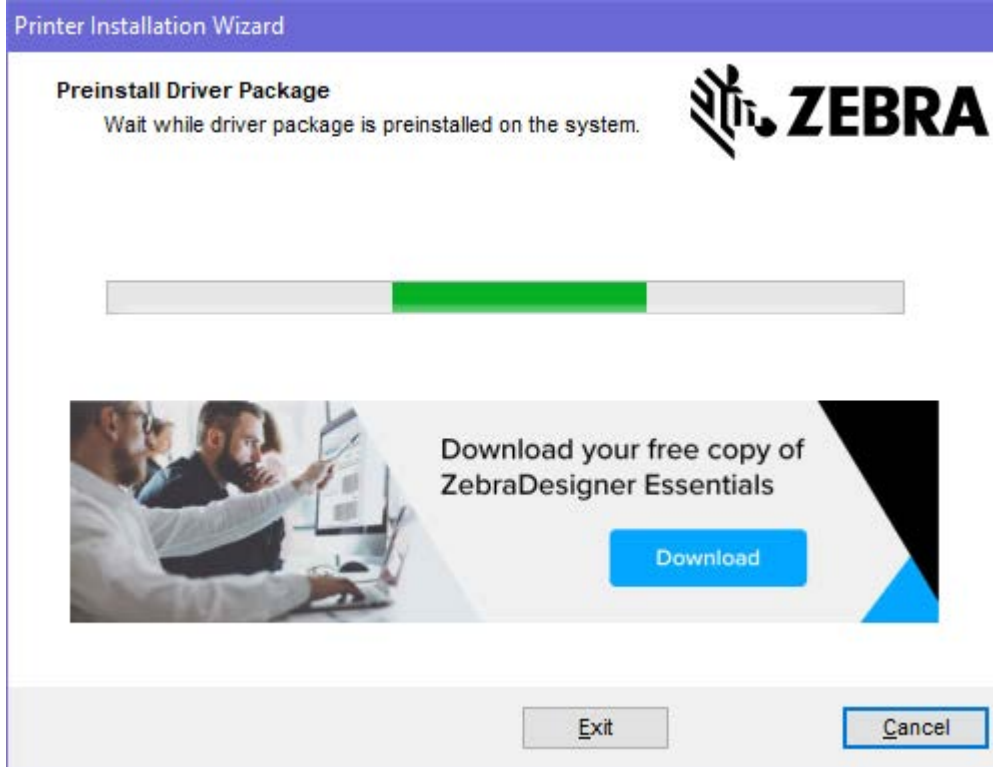 Printer Installation Wizard
Preinstall Driver Package
Wait while driver package is preinstalled on the system.
ZEBRA
Download your free copy of
ZebraDesigner Essentials
Download
Exit
Cancel